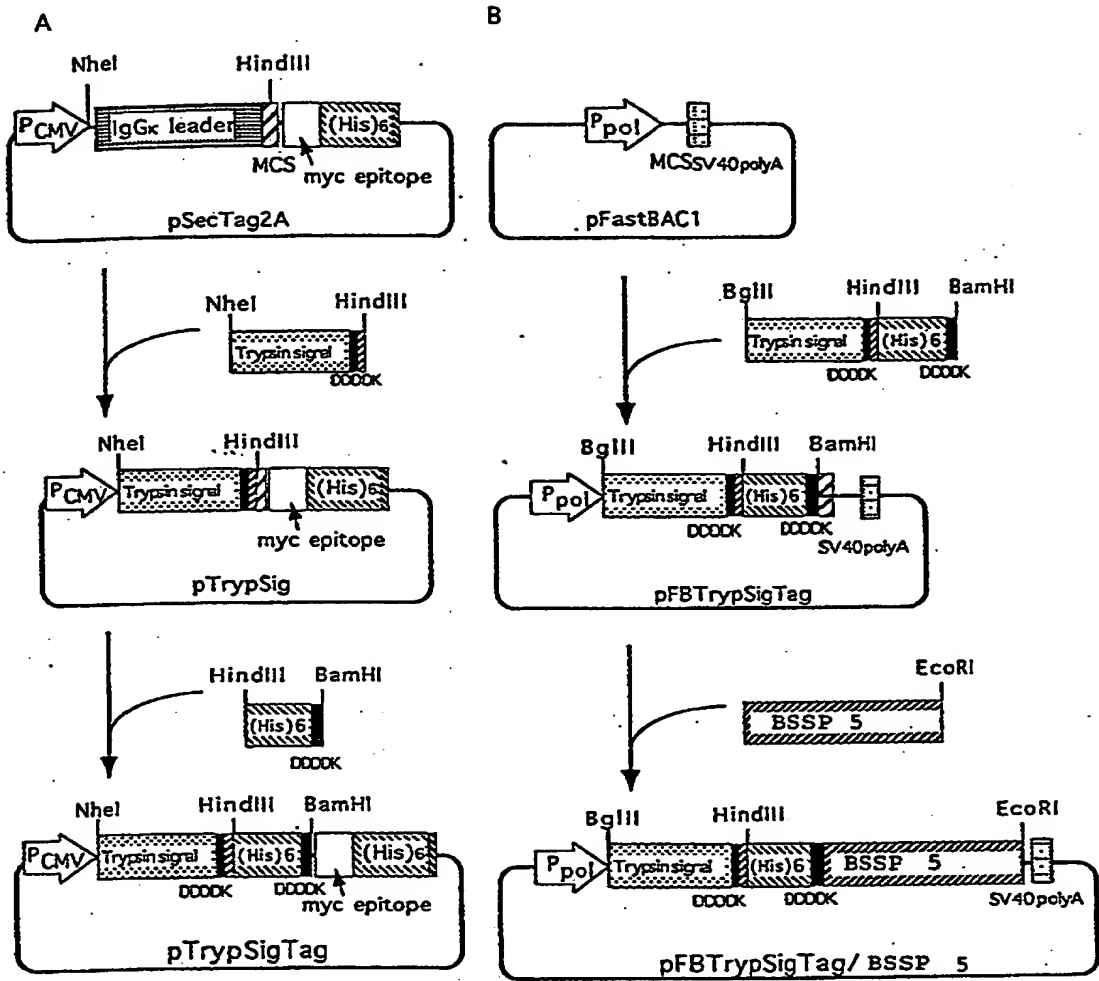 A
NheI HindIII
PCMV IgGκ leader (His)6
MCS myc epitope
pSecTag2A
NheI HindIII
Trypsin signal
DDDDK
NheI HindIII
PCMV Trypsin signal (His)6
myc epitope
pTrypSig
HindIII BamHI
(His)6
DDDDK
NheI HindIII BamHI
PCMV Trypsin signal (His)6 (His)6
DDDDK DDDDK myc epitope
pTrypSigTag
B
Ppol
MCS SV40polyA
pFastBAC1
BglII HindIII BamHI
Trypsin signal (His)6
DDDDK DDDDK
BglII HindIII BamHI
Ppol Trypsin signal (His)6
DDDDK DDDDK SV40polyA
pFBTrypSigTag
EcoRI
BSSP 5
BglII HindIII EcoRI
Ppol Trypsin signal (His)6 BSSP 5
DDDDK DDDDK SV40polyA
pFBTrypSigTag/ BSSP 5